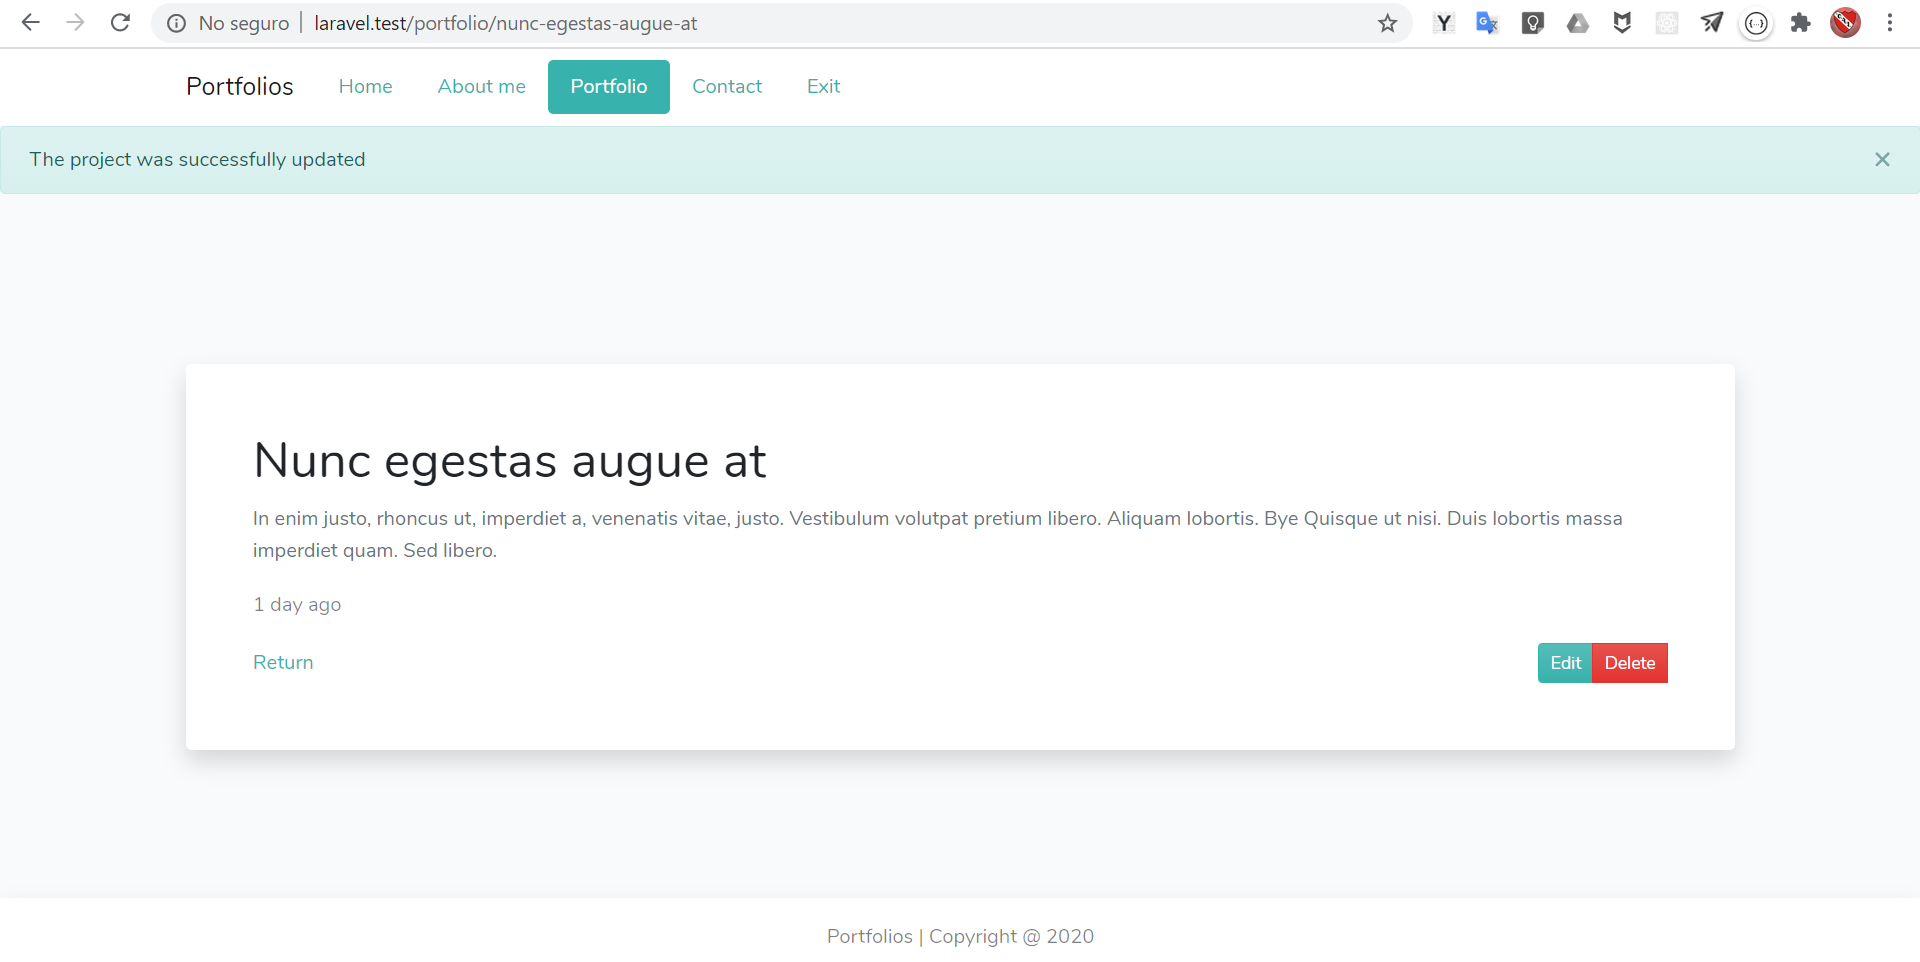 No seguro | laravel.test/portfolio/nunc-egestas-augue-at
Portfolios Home About me Portfolio Contact Exit
The project was successfully updated ×
Nunc egestas augue at
In enim justo, rhoncus ut, imperdiet a, venenatis vitae, justo. Vestibulum volutpat pretium libero. Aliquam lobortis. Bye Quisque ut nisi. Duis lobortis massa
imperdiet quam. Sed libero.
1 day ago
Return Edit Delete
Portfolios | Copyright @ 2020